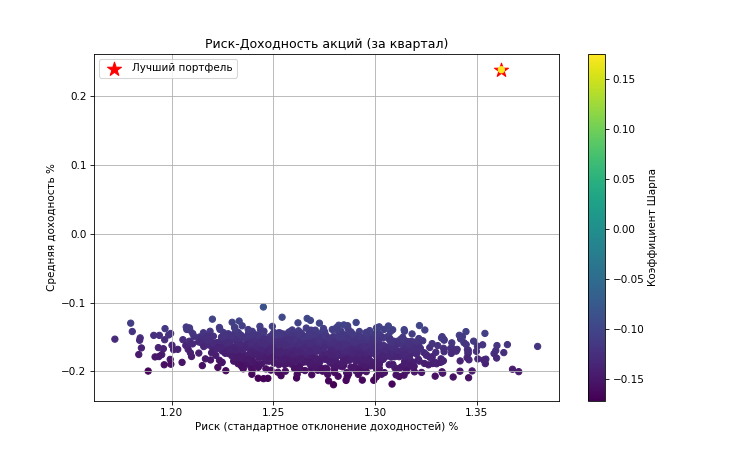 Риск-Доходность акций (за квартал)
Лучший портфель
0.2
0.1
0.0
−0.1
−0.2
Средняя доходность %
1.20 1.25 1.30 1.35
Риск (стандартное отклонение доходностей) %
0.15
0.10
0.05
0.00
−0.05
−0.10
−0.15
Коэффициент Шарпа